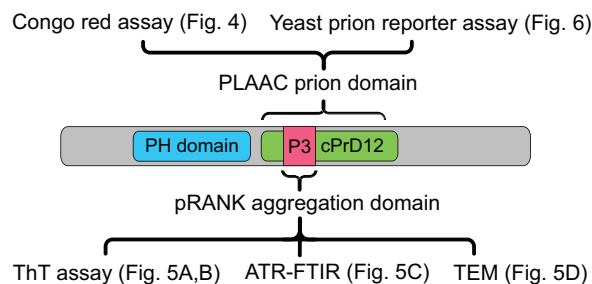 Congo red assay (Fig. 4) Yeast prion reporter assay (Fig. 6)
PLAAC prion domain
PH domain P3 cPrD12
pRANK aggregation domain
ThT assay (Fig. 5A,B) ATR-FTIR (Fig. 5C) TEM (Fig. 5D)